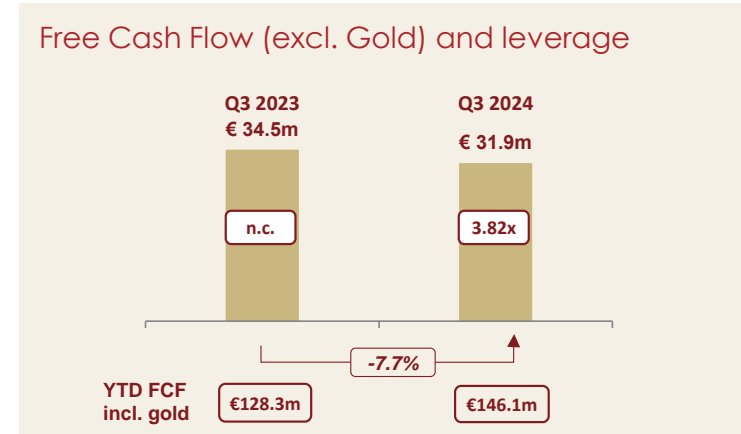 Free Cash Flow (excl. Gold) and leverage
Q3 2023
€ 34.5m
Q3 2024
€ 31.9m
n.c.
3.82x
-7.7%
YTD FCF
incl. gold
€128.3m
€146.1m